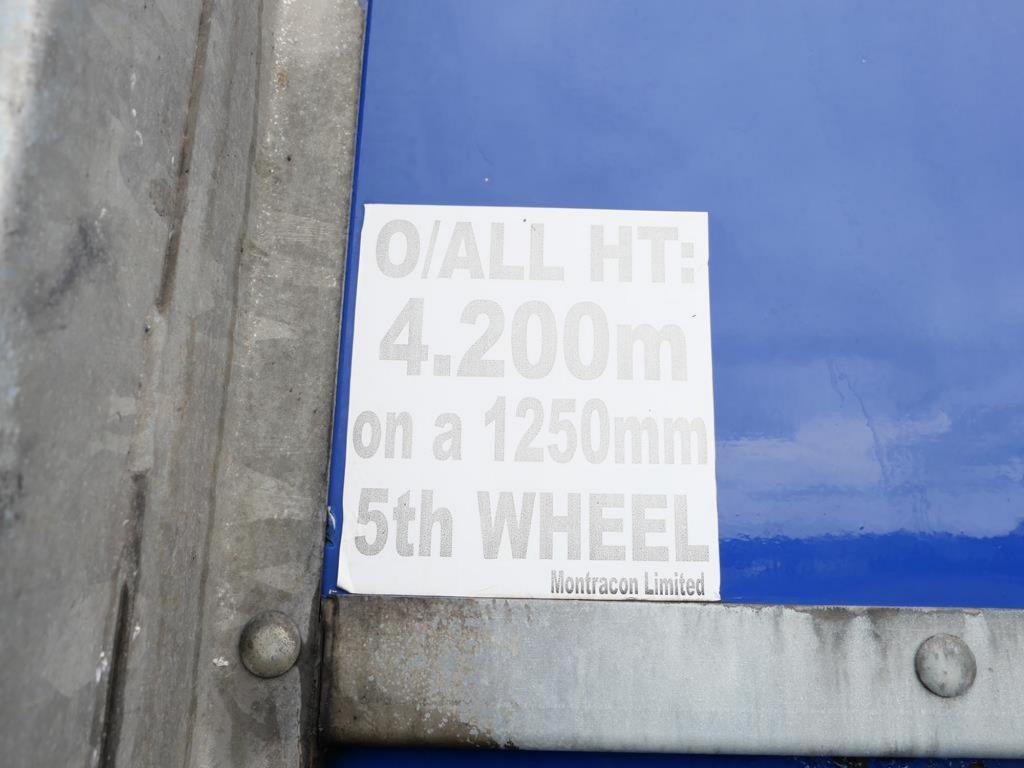 O/ALL HT:
4.200m
on a 1250mm
5th WHEEL
Montracon Limited